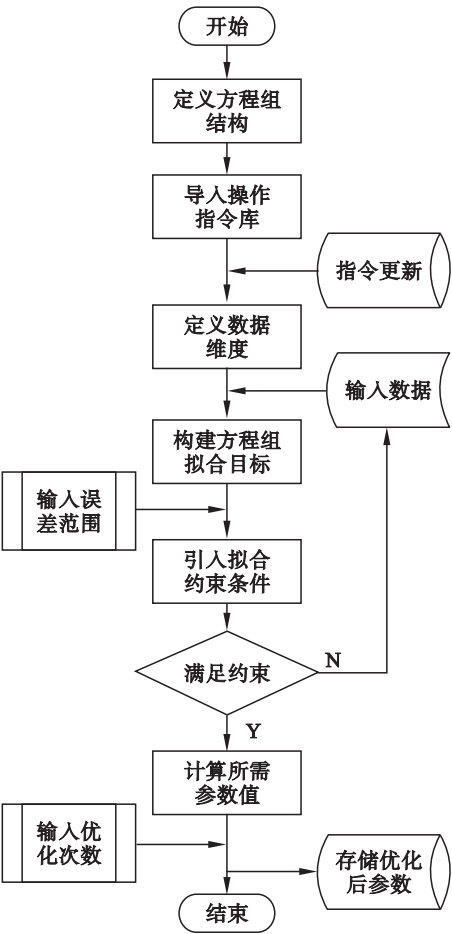 开始
定义方程组
结构
导入操作
指令库
指令更新
定义数据
维度
输入数据
构建方程组
拟合目标
输入误
差范围
引入拟合
约束条件
满足约束
N
Y
计算所需
参数值
输入优
化次数
存储优化
后参数
结束